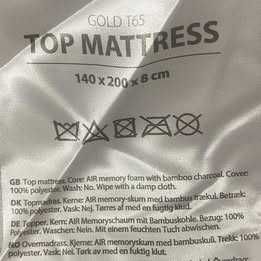 GOLD T65
TOP MATTRESS
140 x 200 x 8 cm
GB Top mattress. Core: AIR memory foam with bamboo charcoal. Cover:
100% polyester. Wash: No. Wipe with a damp cloth.
DK Topmadras. Kerne: AIR memory-skum med bambus trækul. Betræk:
100% polyester. Vask: Nej. Tørres af med en fugtig klud.
DE Topper. Kern: AIR Memoryschaum mit Bambuskohle. Bezug: 100%
Polyester. Waschen: Nein. Mit einem feuchten Tuch abwischen.
NO Overmadrass. Kjerne: AIR memoryskum med bambuskull. Trekk: 100%
polyester. Vask: Nej. Tørk av med en fuktig klut.